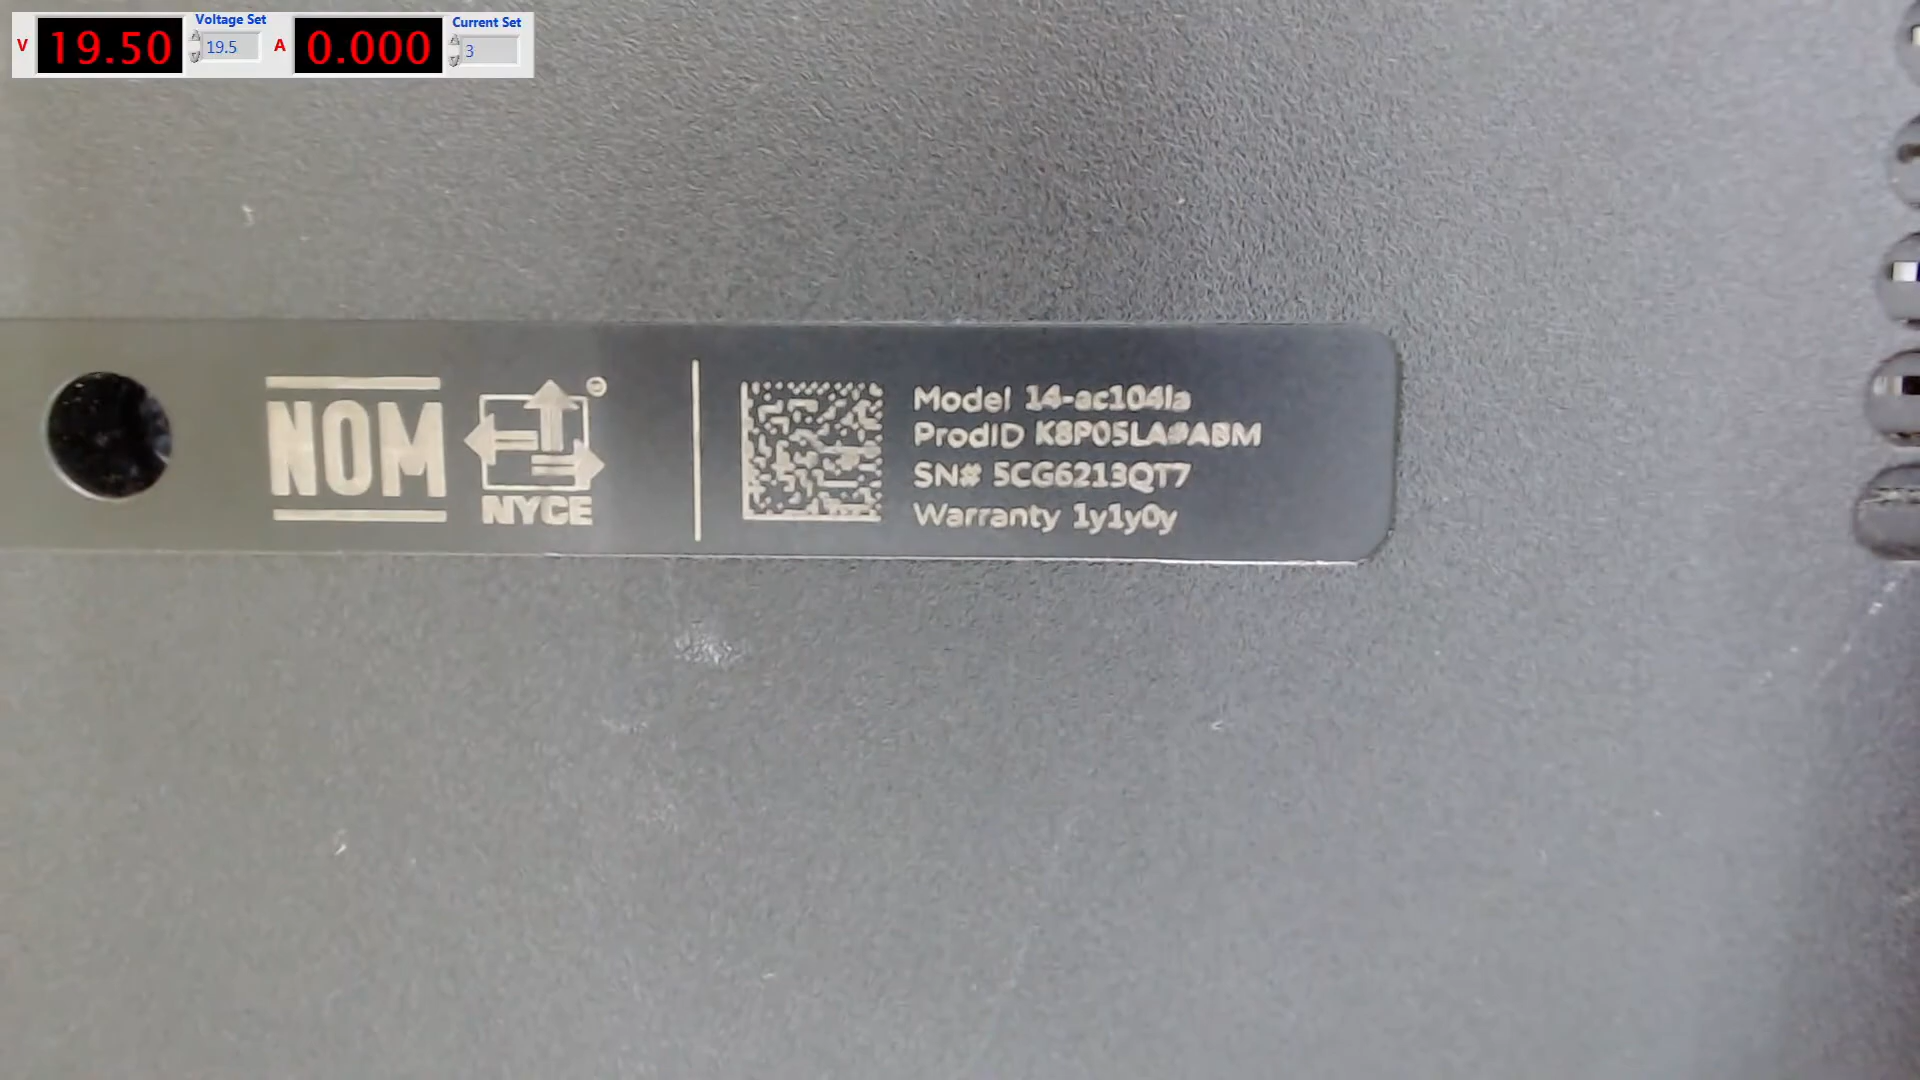 Voltage Set
Current Set
V 19.50 19.5 A 0.000 3
NOM
NYCE
Model 14-ac104la
ProdID K8P05LA#ABM
SN# 5CG6213QT7
Warranty 1y1y0y